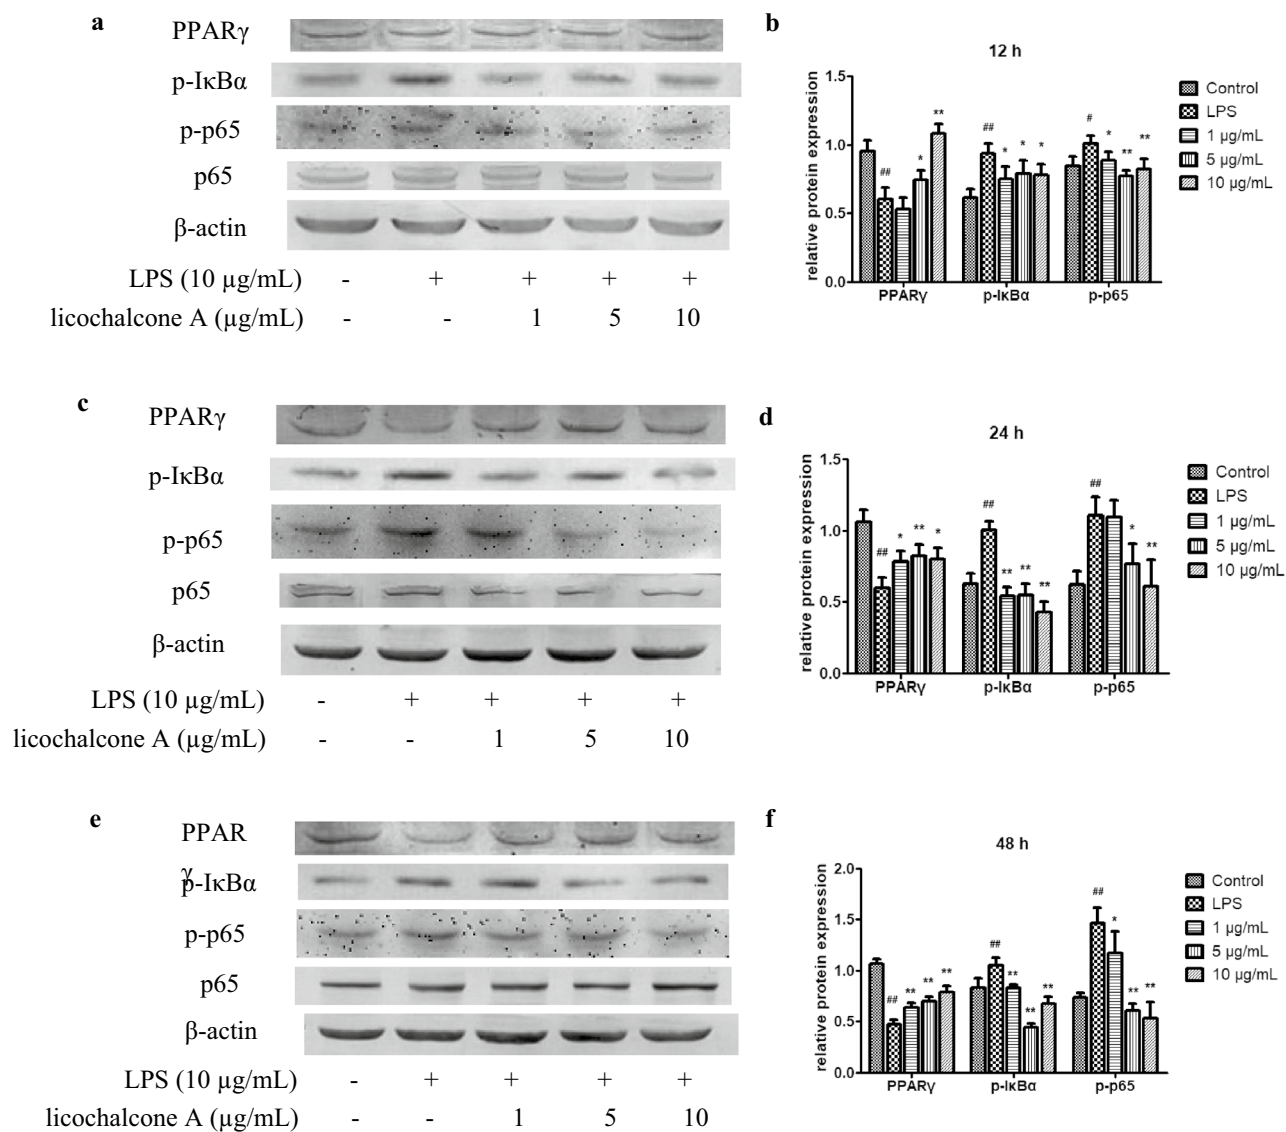 a
PPARγ
p-IκBα
p-p65
p65
β-actin
LPS (10 μg/mL) - + + + +
licochalcone A (μg/mL) - - 1 5 10
b
12 h
relative protein expression
1.5
1.0
0.5
0.0
## * **
## * * *
# * ** **
PPARγ p-IκBα p-p65
Control
LPS
1 μg/mL
5 μg/mL
10 μg/mL
c
PPARγ
p-IκBα
p-p65
p65
β-actin
LPS (10 μg/mL) - + + + +
licochalcone A (μg/mL) - - 1 5 10
d
24 h
relative protein expression
1.5
1.0
0.5
0.0
## * ** *
## ** ** **
## * **
PPARγ p-IκBα p-p65
Control
LPS
1 μg/mL
5 μg/mL
10 μg/mL
e
PPAR
γ
p-IκBα
p-p65
p65
β-actin
LPS (10 μg/mL) - + + + +
licochalcone A (μg/mL) - - 1 5 10
f
48 h
relative protein expression
2.0
1.5
1.0
0.5
0.0
## ** ** **
## ** ** **
## * ** **
PPARγ p-IκBα p-p65
Control
LPS
1 μg/mL
5 μg/mL
10 μg/mL